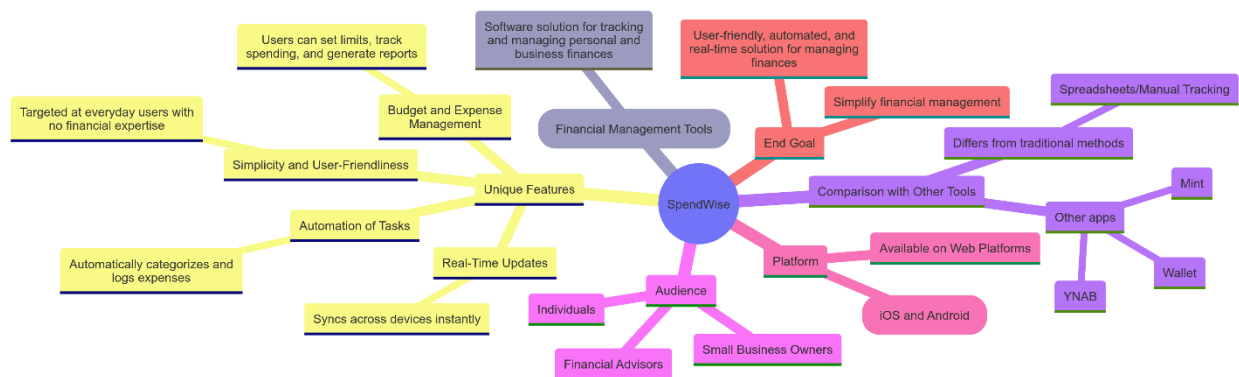 Users can set limits, track
spending, and generate reports
Software solution for tracking
and managing personal and
business finances
User-friendly, automated, and
real-time solution for managing
finances
Spreadsheets/Manual Tracking
Targeted at everyday users with
no financial expertise
Budget and Expense
Management
Financial Management Tools
Simplify financial management
End Goal
Differs from traditional methods
Simplicity and User-Friendliness
Unique Features
SpendWise
Comparison with Other Tools
Mint
Other apps
Automation of Tasks
Automatically categorizes and
logs expenses
Real-Time Updates
Platform
Available on Web Platforms
Wallet
YNAB
Audience
Individuals
iOS and Android
Syncs across devices instantly
Small Business Owners
Financial Advisors